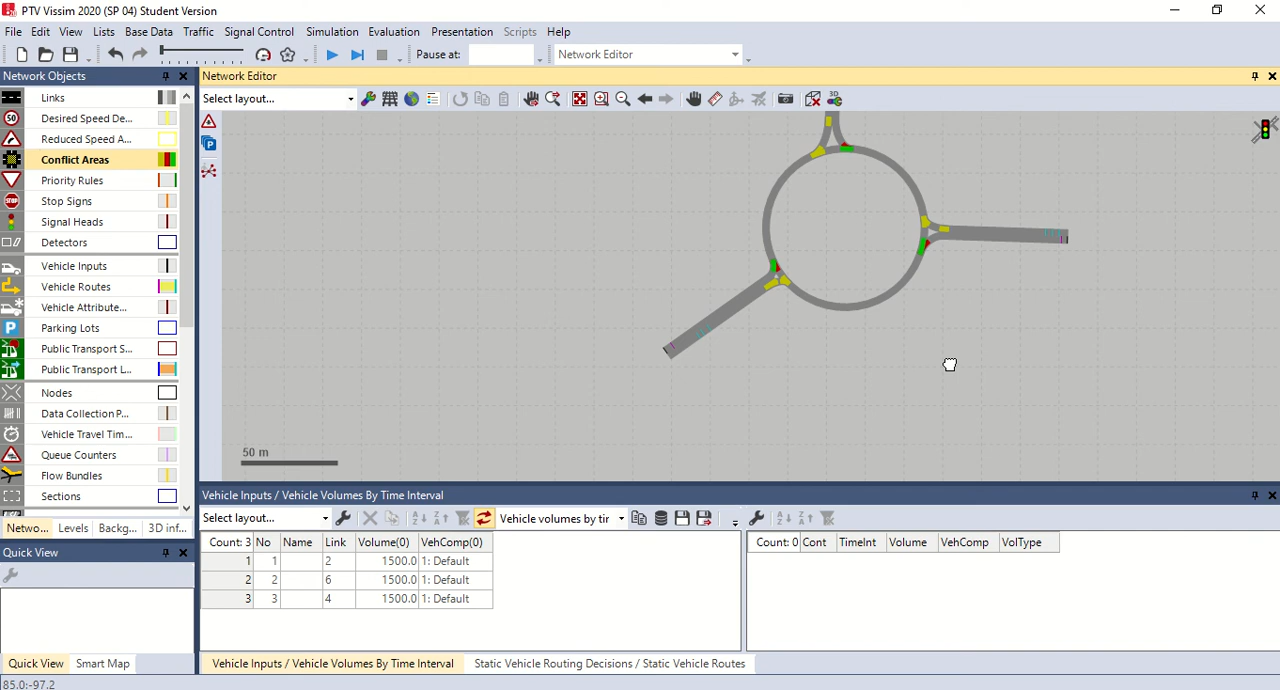 PTV Vissim 2020 (SP 04) Student Version
File Edit View Lists Base Data Traffic Signal Control Simulation Evaluation Presentation Scripts Help
Pause at: Network Editor
Network Objects
Network Editor
Select layout...
Links
50 Desired Speed De...
Reduced Speed A...
Conflict Areas
Priority Rules
STOP Stop Signs
Signal Heads
Detectors
Vehicle Inputs
Vehicle Routes
Vehicle Attribute...
P Parking Lots
Public Transport S...
Public Transport L...
Nodes
Data Collection P...
Vehicle Travel Tim...
Queue Counters
Flow Bundles
Sections
Netwo... Levels Backg... 3D inf...
3D
P
50 m
Quick View
Quick View Smart Map
Vehicle Inputs / Vehicle Volumes By Time Interval
Select layout... Vehicle volumes by tir
Count: 3 No Name Link Volume(0) VehComp(0)
1 1 2 1500.0 1: Default
2 2 6 1500.0 1: Default
3 3 4 1500.0 1: Default
Count: 0 Cont TimeInt Volume VehComp VolType
Vehicle Inputs / Vehicle Volumes By Time Interval Static Vehicle Routing Decisions / Static Vehicle Routes
85.0:-97.2